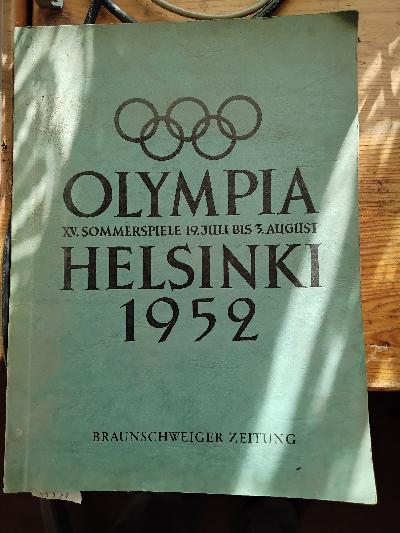 OLYMPIA
XV. SOMMERSPIELE 19. JULI BIS 3. AUGUST
HELSINKI
1952
BRAUNSCHWEIGER ZEITUNG